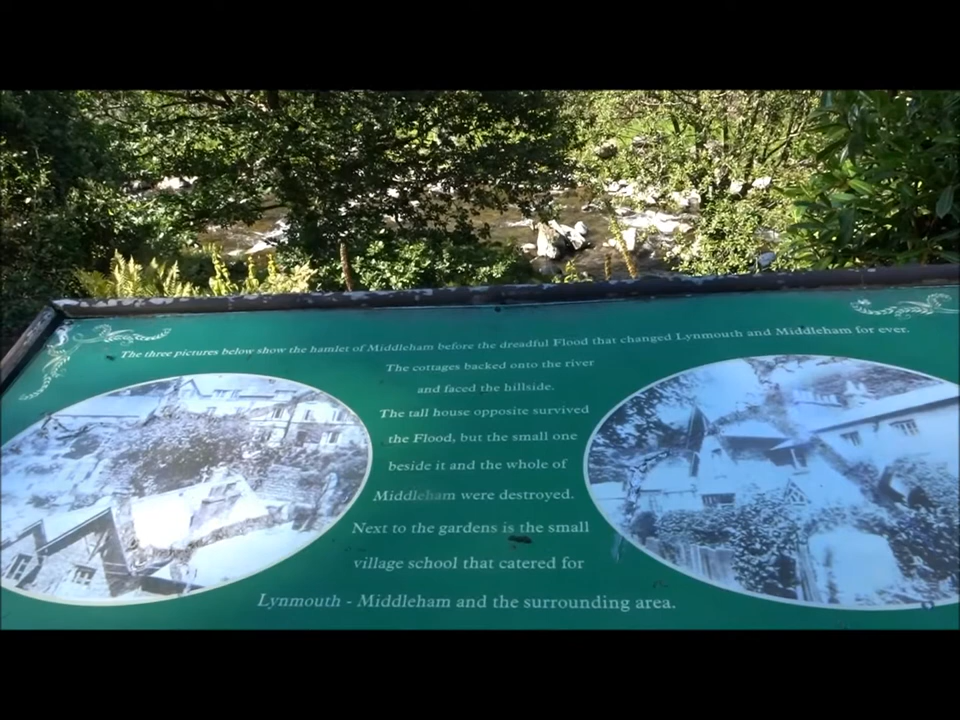 The three pictures below show the hamlet of Middleham before the dreadful Flood that changed Lynmouth and Middleham for ever.
The cottages backed onto the river
and faced the hillside.
The tall house opposite survived
the Flood, but the small one
beside it and the whole of
Middleham were destroyed.
Next to the gardens is the small
village school that catered for
Lynmouth - Middleham and the surrounding area.